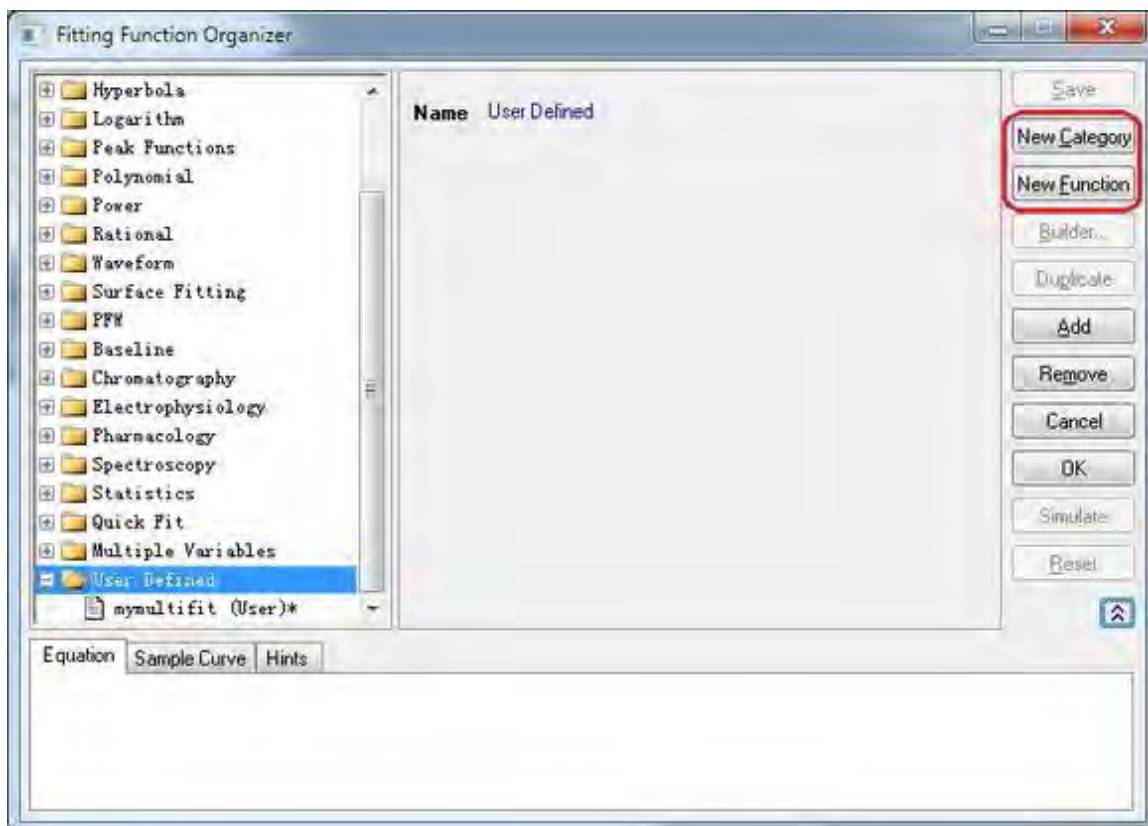 Fitting Function Organizer
Hyperbola
Logarithm
Peak Functions
Polynomial
Power
Rational
Waveform
Surface Fitting
PFW
Baseline
Chromatography
Electrophysiology
Pharmacology
Spectroscopy
Statistics
Quick Fit
Multiple Variables
User Defined
mymultifit (User)*
Name User Defined
Save
New Category
New Function
Builder...
Duplicate
Add
Remove
Cancel
OK
Simulate
Reset
Equation Sample Curve Hints